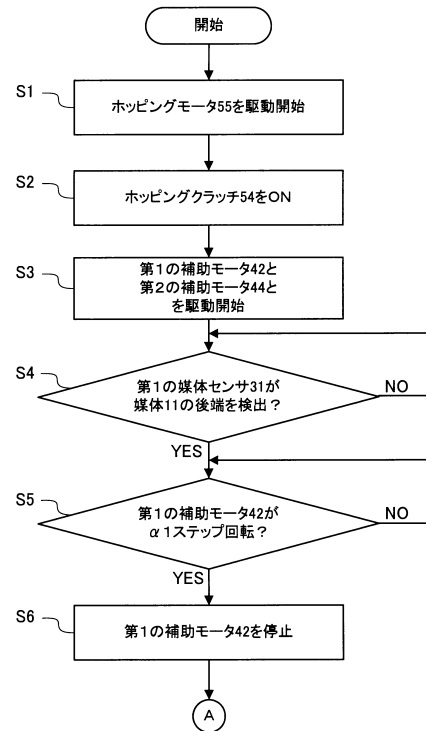 開始
S1
ホッピングモータ55を駆動開始
S2
ホッピングクラッチ54をON
S3
第1の補助モータ42と
第2の補助モータ44と
を駆動開始
S4
第1の媒体センサ31が
媒体11の後端を検出?
NO
YES
S5
第1の補助モータ42が
α1ステップ回転?
NO
YES
S6
第1の補助モータ42を停止
A